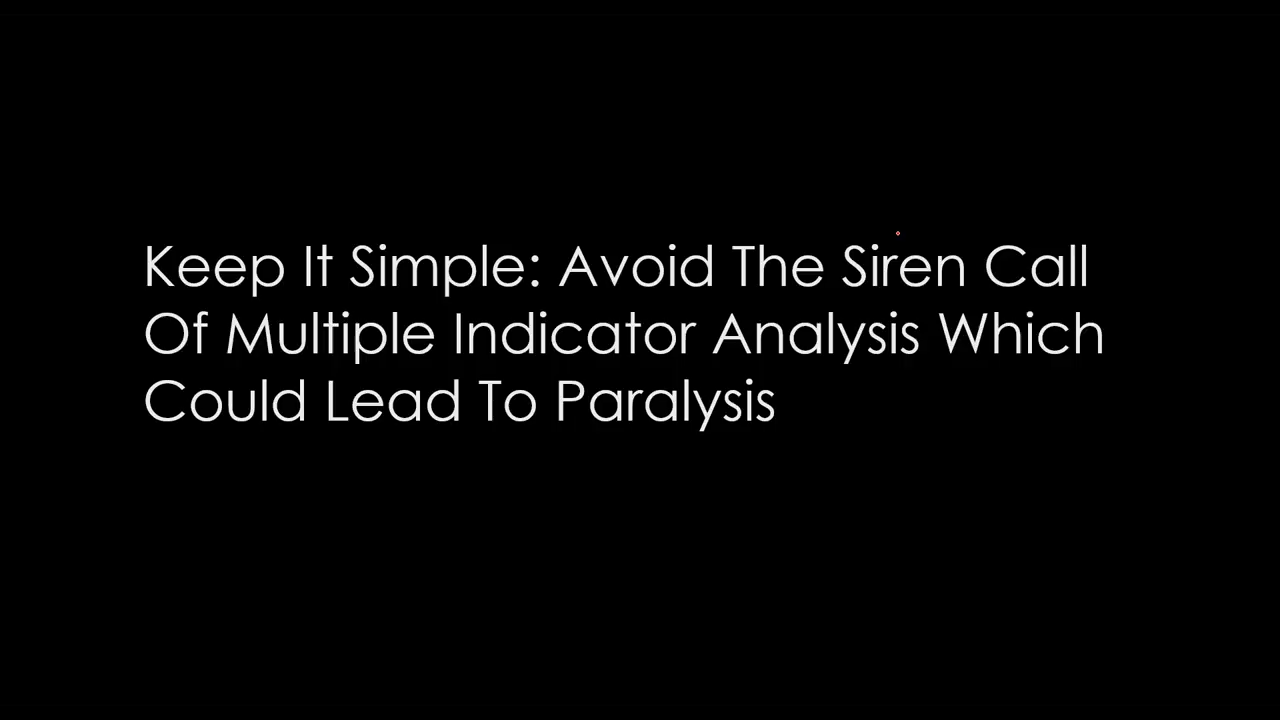 Keep It Simple: Avoid The Siren Call
Of Multiple Indicator Analysis Which
Could Lead To Paralysis